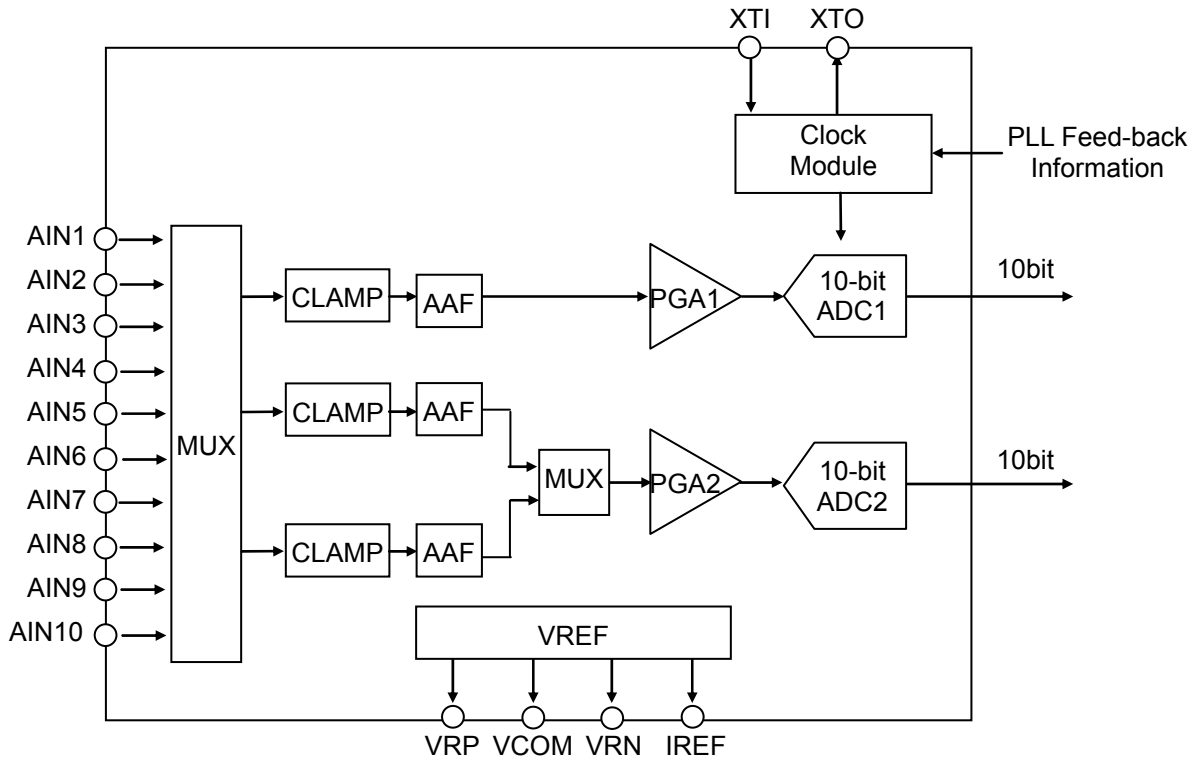 XTI
XTO
Clock
Module
PLL Feed-back
Information
AIN1
AIN2
AIN3
AIN4
AIN5
AIN6
AIN7
AIN8
AIN9
AIN10
MUX
CLAMP
AAF
PGA1
10-bit
ADC1
10bit
CLAMP
AAF
MUX
PGA2
10-bit
ADC2
10bit
CLAMP
AAF
VREF
VRP
VCOM
VRN
IREF